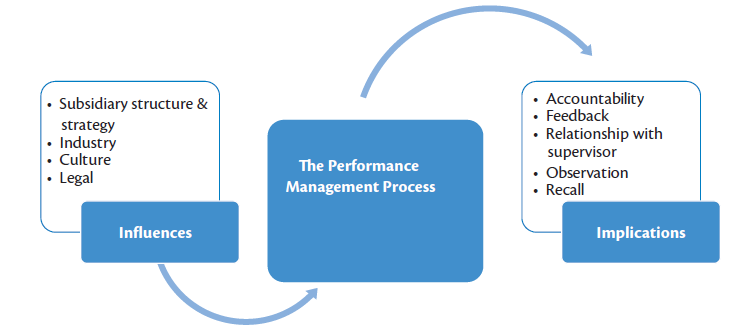 • Subsidiary structure &
strategy
• Industry
• Culture
• Legal
Influences
The Performance
Management Process
• Accountability
• Feedback
• Relationship with
supervisor
• Observation
• Recall
Implications